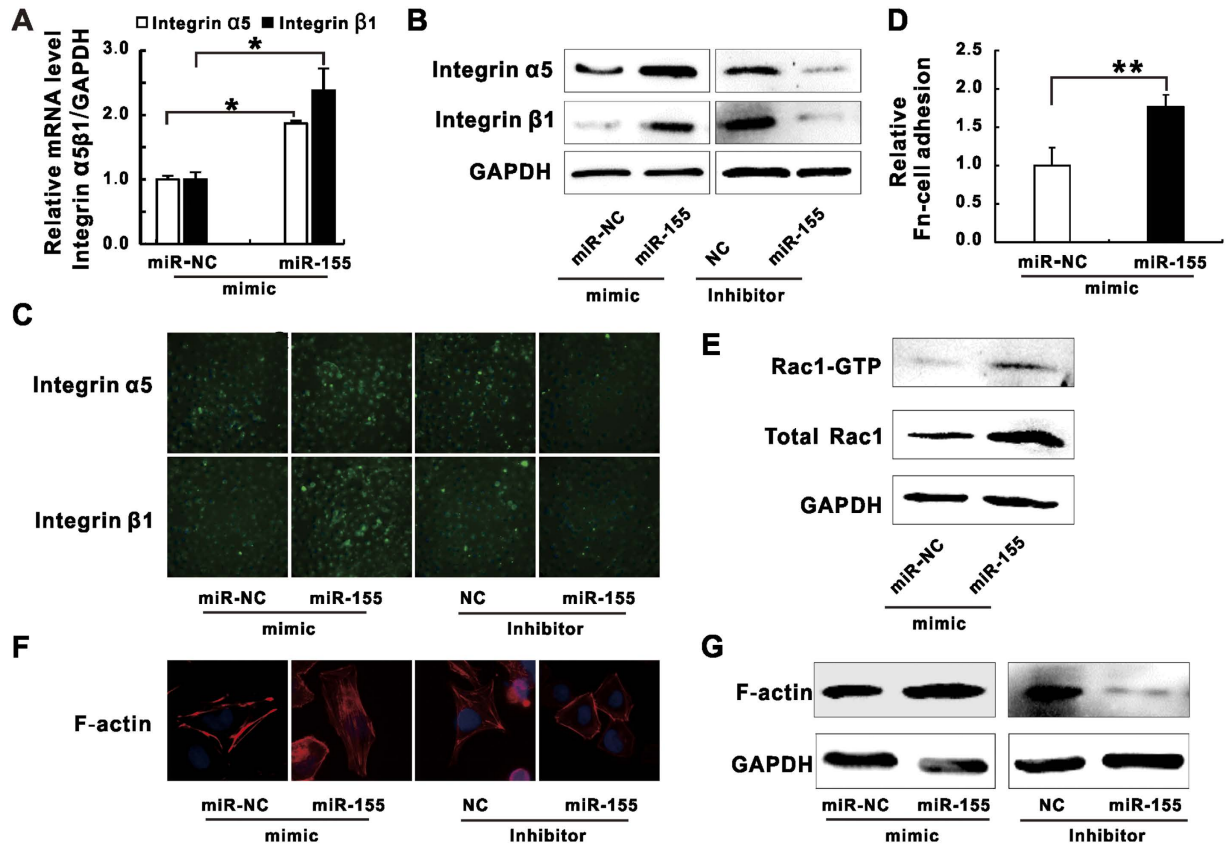 A
Integrin α5 Integrin β1
Relative mRNA level
Integrin α5β1/GAPDH
3.0
2.0
1.0
0.0
*
*
miR-NC miR-155
mimic
B
Integrin α5
Integrin β1
GAPDH
miR-NC miR-155 NC miR-155
mimic Inhibitor
D
Relative
Fn-cell adhesion
2.5
2.0
1.5
1.0
0.5
0.0
**
miR-NC miR-155
mimic
C
Integrin α5
Integrin β1
miR-NC miR-155 NC miR-155
mimic Inhibitor
E
Rac1-GTP
Total Rac1
GAPDH
miR-NC miR-155
mimic
F
F-actin
miR-NC miR-155 NC miR-155
mimic Inhibitor
G
F-actin
GAPDH
miR-NC miR-155 NC miR-155
mimic Inhibitor